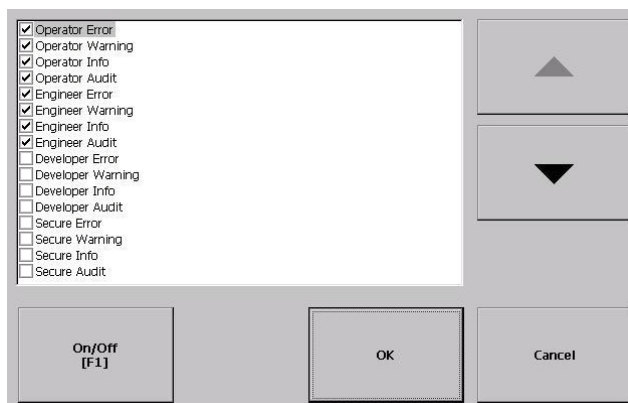 Operator Error
Operator Warning
Operator Info
Operator Audit
Engineer Error
Engineer Warning
Engineer Info
Engineer Audit
Developer Error
Developer Warning
Developer Info
Developer Audit
Secure Error
Secure Warning
Secure Info
Secure Audit
On/Off
[F1]
OK
Cancel